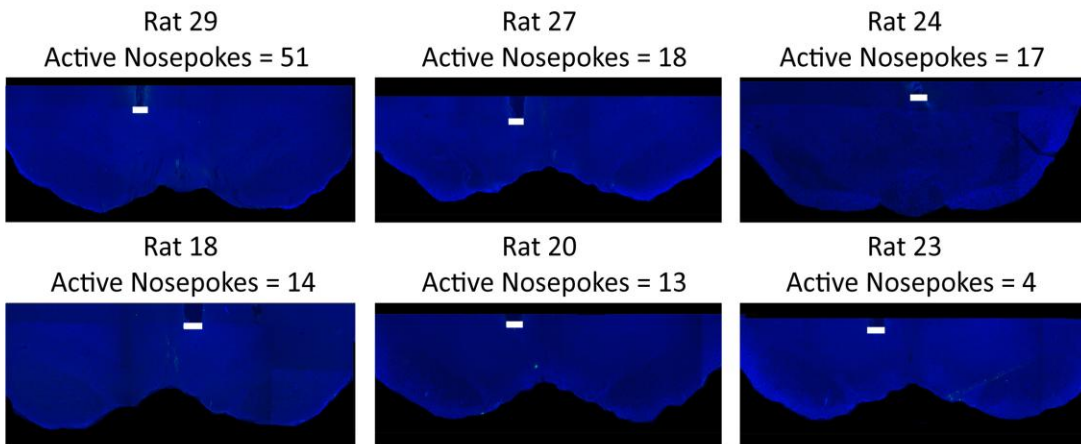 Rat 29
Active Nosepokes = 51
Rat 27
Active Nosepokes = 18
Rat 24
Active Nosepokes = 17
Rat 18
Active Nosepokes = 14
Rat 20
Active Nosepokes = 13
Rat 23
Active Nosepokes = 4